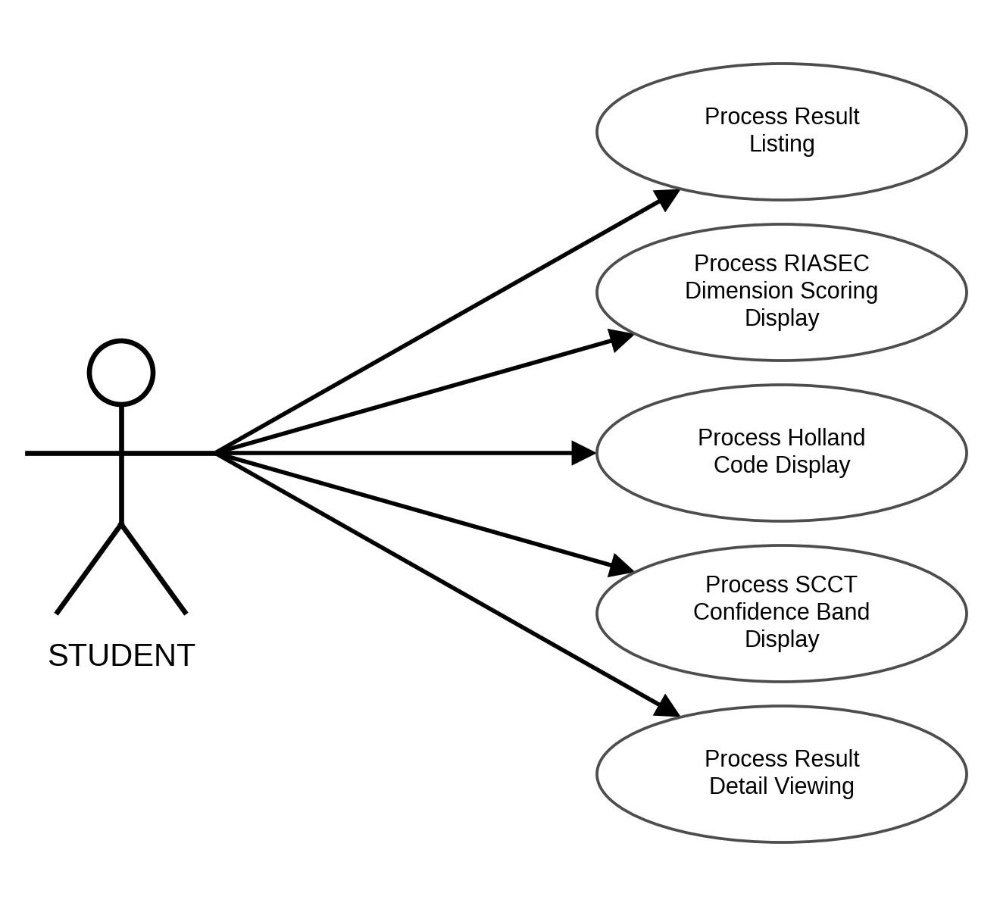 Process Result
Listing
Process RIASEC
Dimension Scoring
Display
Process Holland
Code Display
Process SCCT
Confidence Band
Display
STUDENT
Process Result
Detail Viewing